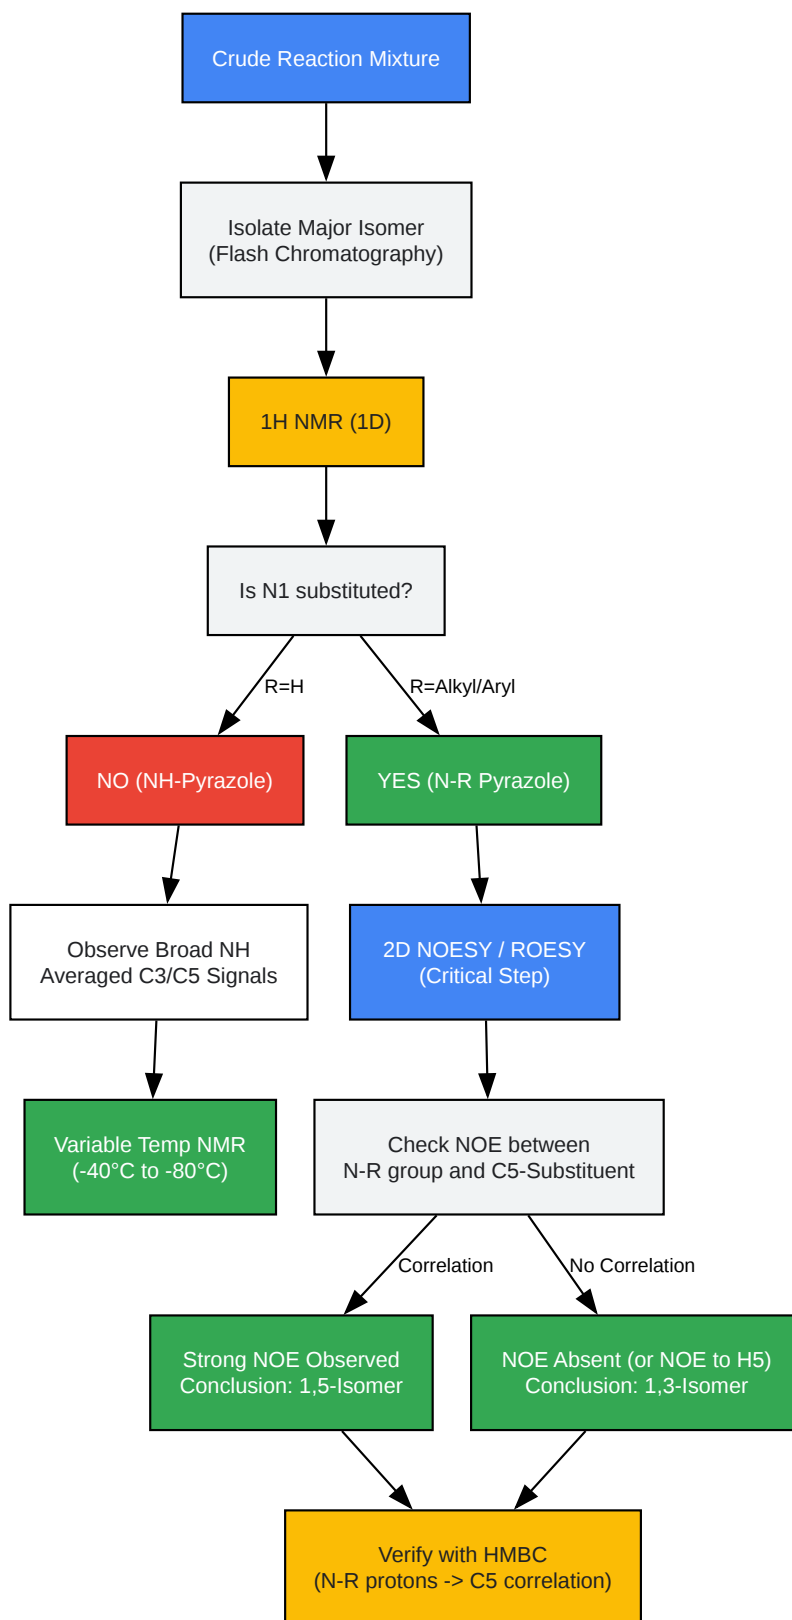 Crude Reaction Mixture
Isolate Major Isomer
(Flash Chromatography)
1H NMR (1D)
Is N1 substituted?
R=H
R=Alkyl/Aryl
NO (NH-Pyrazole)
YES (N-R Pyrazole)
Observe Broad NH
Averaged C3/C5 Signals
2D NOESY / ROESY
(Critical Step)
Variable Temp NMR
(-40°C to -80°C)
Check NOE between
N-R group and C5-Substituent
Correlation
No Correlation
Strong NOE Observed
Conclusion: 1,5-Isomer
NOE Absent (or NOE to H5)
Conclusion: 1,3-Isomer
Verify with HMBC
(N-R protons -> C5 correlation)